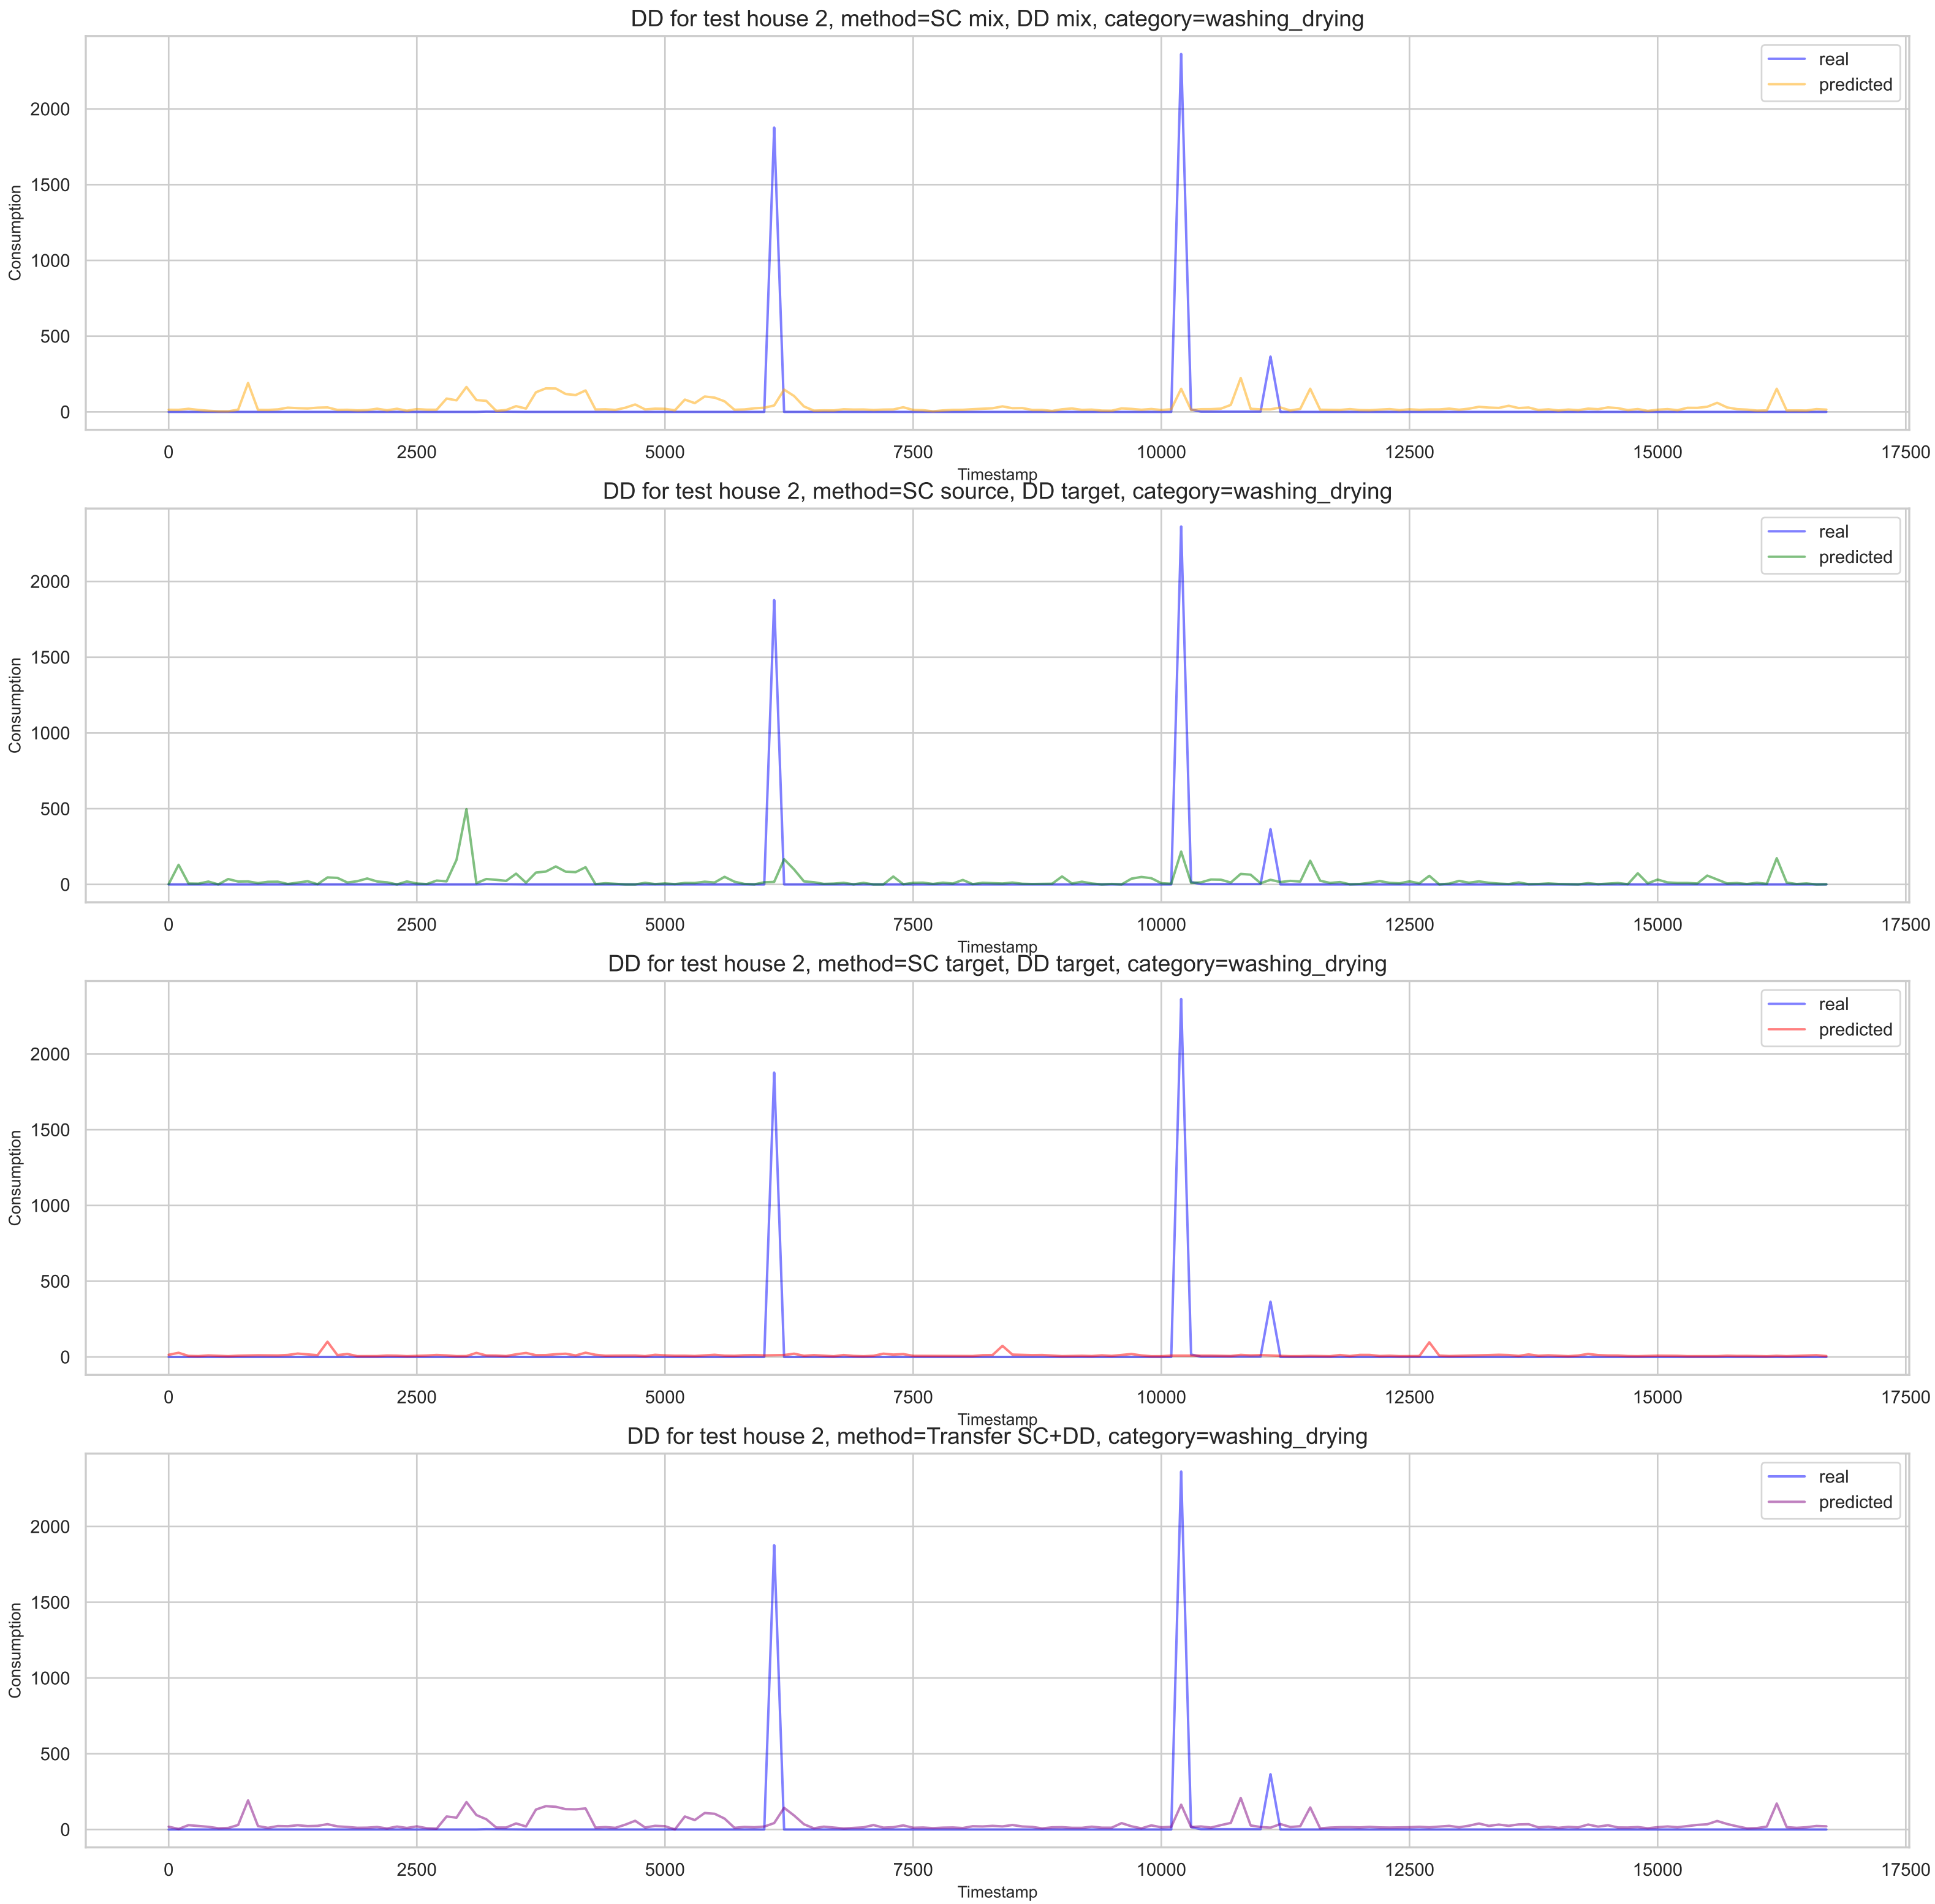 DD for test house 2, method=SC mix, DD mix, category=washing_drying
real
predicted
Consumption
2000
1500
1000
500
0
0 2500 5000 7500 10000 12500 15000 17500
Timestamp
DD for test house 2, method=SC source, DD target, category=washing_drying
real
predicted
Consumption
2000
1500
1000
500
0
0 2500 5000 7500 10000 12500 15000 17500
Timestamp
DD for test house 2, method=SC target, DD target, category=washing_drying
real
predicted
Consumption
2000
1500
1000
500
0
0 2500 5000 7500 10000 12500 15000 17500
Timestamp
DD for test house 2, method=Transfer SC+DD, category=washing_drying
real
predicted
Consumption
2000
1500
1000
500
0
0 2500 5000 7500 10000 12500 15000 17500
Timestamp